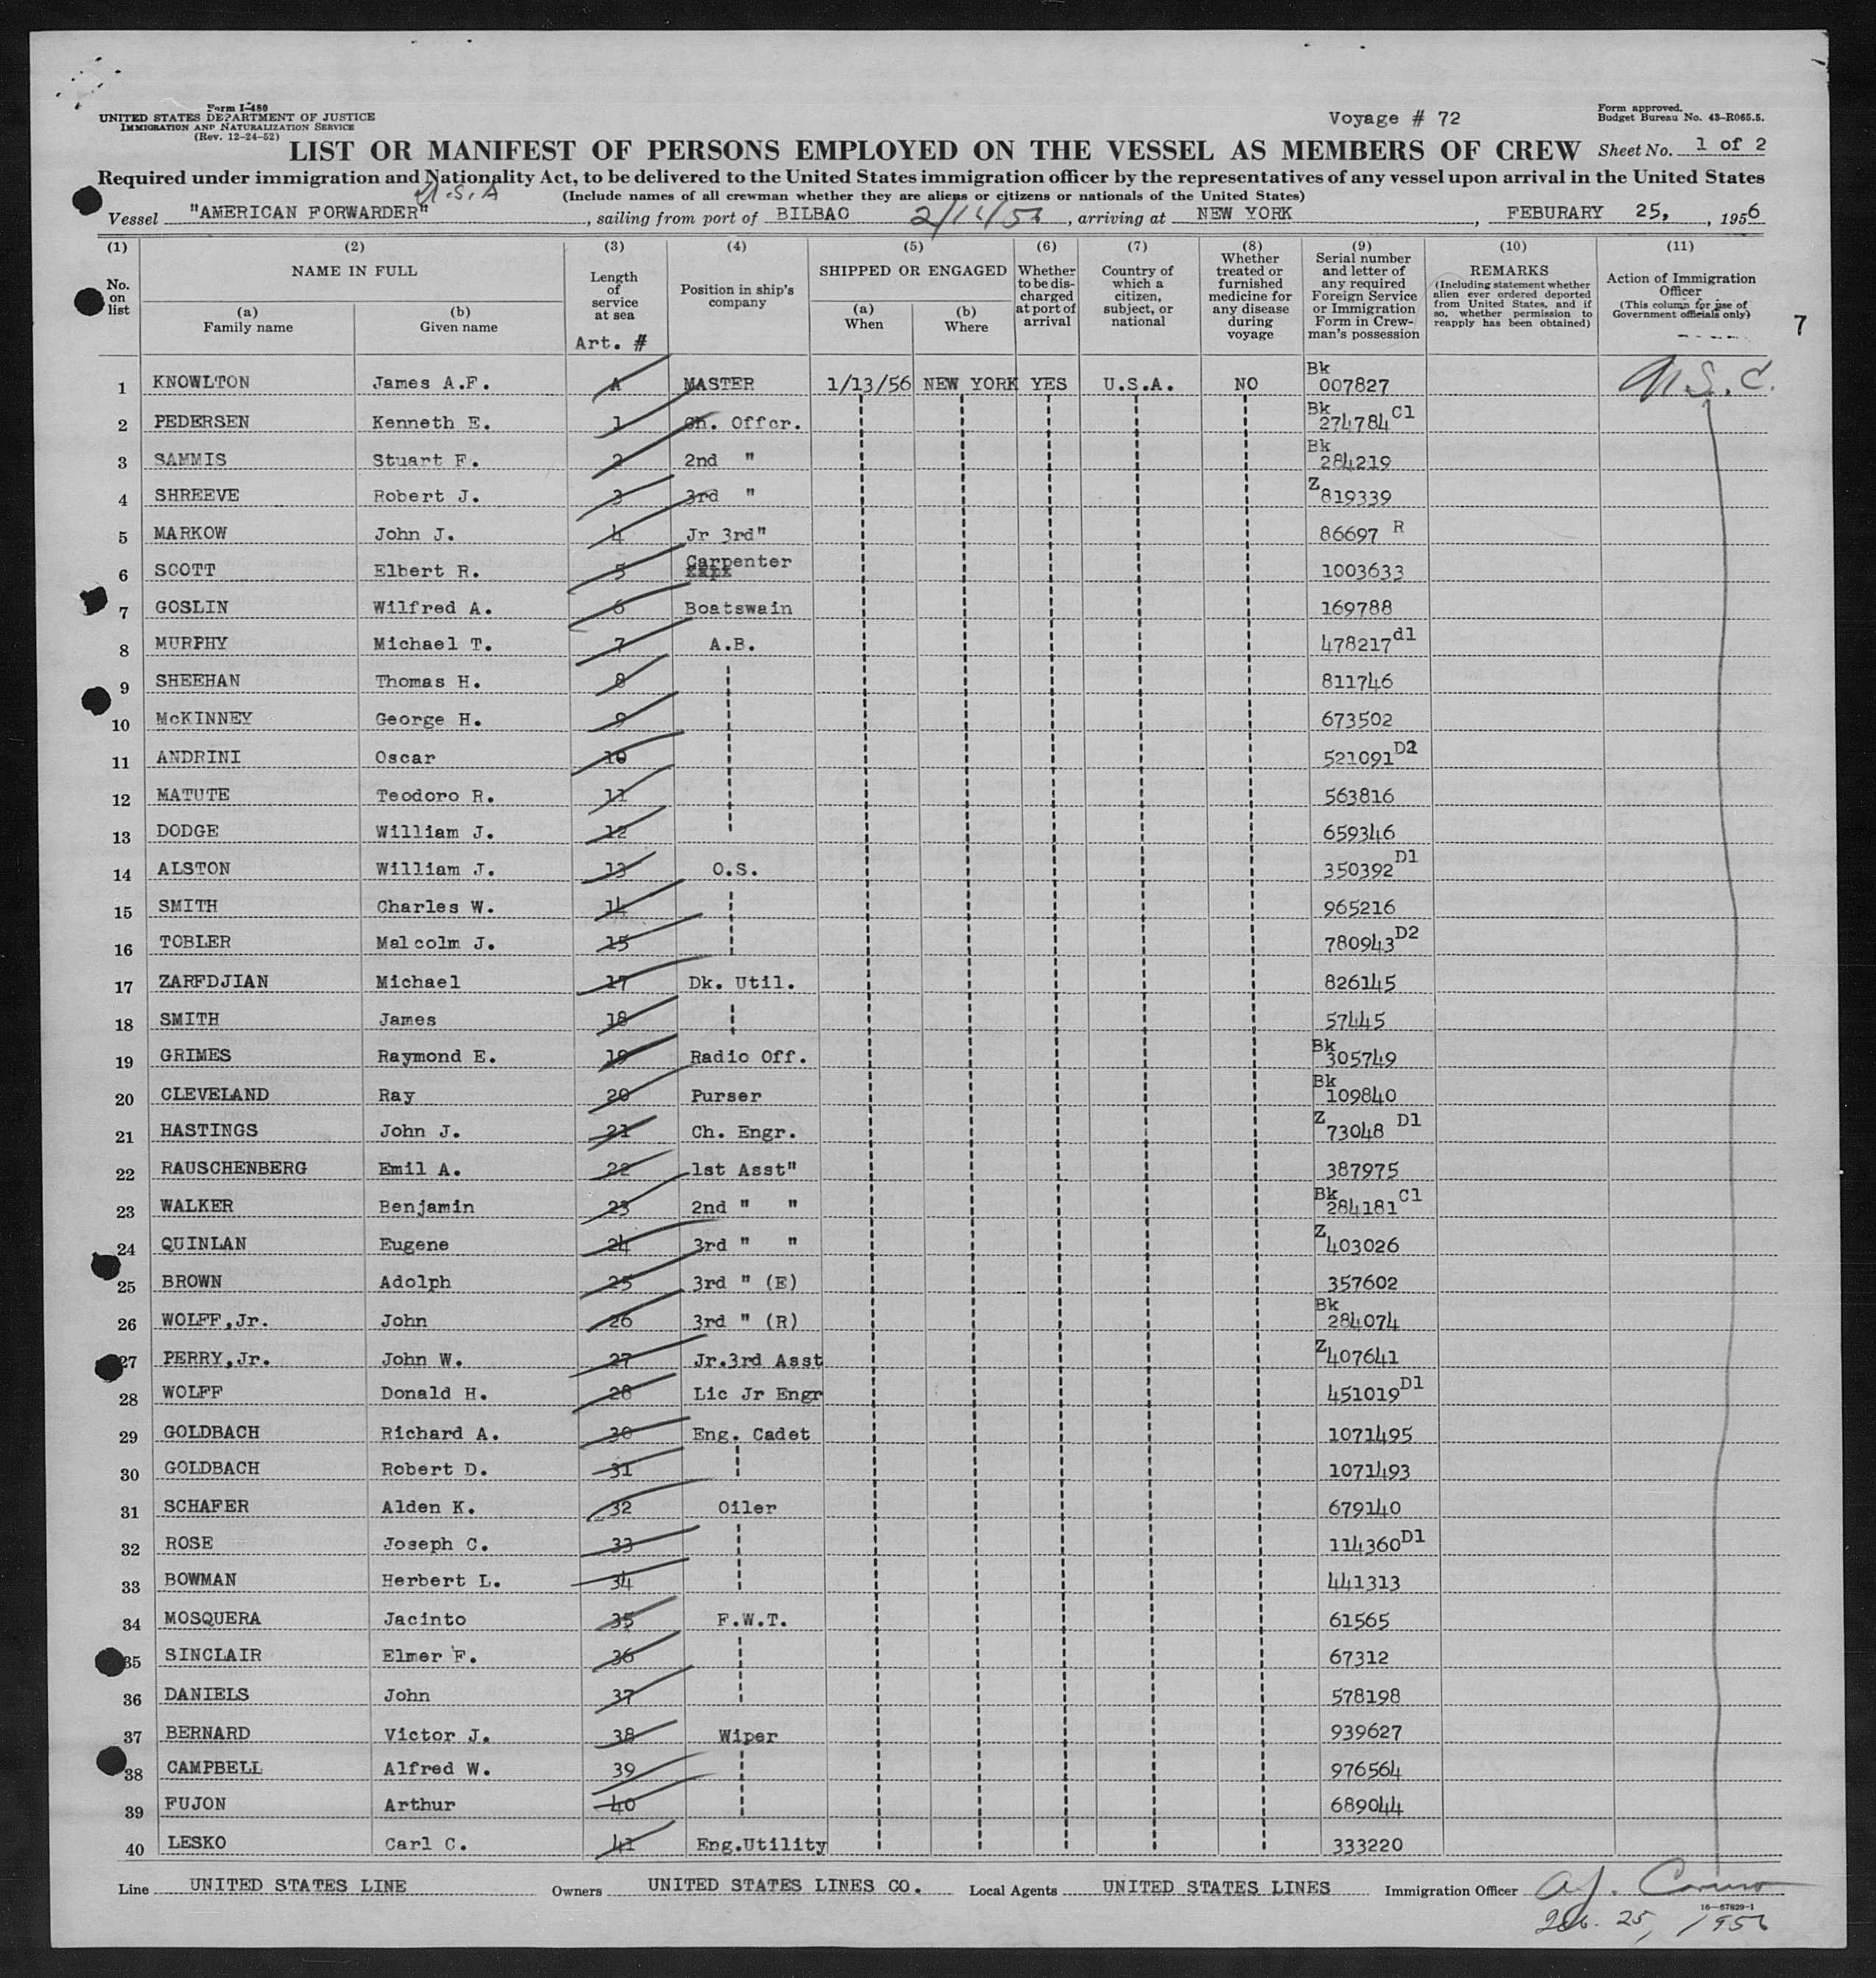 Form I-480
UNITED STATES DEPARTMENT OF JUSTICE
IMMIGRATION AND NATURALIZATION SERVICE
(Rev. 12-24-52)
Voyage # 72
Form approved.
Budget Bureau No. 43-R065.5.
LIST OR MANIFEST OF PERSONS EMPLOYED ON THE VESSEL AS MEMBERS OF CREW Sheet No. 1 of 2
Required under immigration and Nationality Act, to be delivered to the United States immigration officer by the representatives of any vessel upon arrival in the United States
(Include names of all crewman whether they are aliens or citizens or nationals of the United States)
U.S.A
Vessel "AMERICAN FORWARDER", sailing from port of BILBAO, arriving at NEW YORK, FEBURARY 25, 1956
(1) (2) (3) (4) (5) (6) (7) (8) (9) (10) (11)
No. on list
NAME IN FULL
(a) Family name
(b) Given name
Length of service at sea
Art. #
Position in ship's company
SHIPPED OR ENGAGED
(a) When
(b) Where
Whether to be discharged at port of arrival
Country of which a citizen, subject, or national
Whether treated or furnished medicine for any disease during voyage
Serial number and letter of any required Foreign Service or Immigration Form in Crewman's possession
REMARKS
(Including statement whether alien ever ordered deported from United States, and if so, whether permission to reapply has been obtained)
Action of Immigration Officer
(This column for use of Government officials only)
7
1 KNOWLTON James A.F. A MASTER 1/13/56 NEW YORK YES U.S.A. NO Bk 007827
2 PEDERSEN Kenneth E. 1 Ch. Offcr. Bk 274784 Cl
3 SAMMIS Stuart F. 2 2nd " Bk 284219
4 SHREEVE Robert J. 3 3rd " Z 819339
5 MARKOW John J. 4 Jr 3rd" 86697 R
6 SCOTT Elbert R. 5 Carpenter 1003633
7 GOSLIN Wilfred A. 6 Boatswain 169788
8 MURPHY Michael T. 7 A.B. 478217 d1
9 SHEEHAN Thomas H. 8 811746
10 McKINNEY George H. 9 673502
11 ANDRINI Oscar 10 521091 D2
12 MATUTE Teodoro R. 11 563816
13 DODGE William J. 12 659346
14 ALSTON William J. 13 O.S. 350392 D1
15 SMITH Charles W. 14 965216
16 TOBLER Malcolm J. 15 780943 D2
17 ZARFDJIAN Michael 17 Dk. Util. 826145
18 SMITH James 18 57445
19 GRIMES Raymond E. 19 Radio Off. Bk 305749
20 CLEVELAND Ray 20 Purser Bk 109840
21 HASTINGS John J. 21 Ch. Engr. Z 73048 D1
22 RAUSCHENBERG Emil A. 22 1st Asst" 387975
23 WALKER Benjamin 23 2nd " " Bk 284181 Cl
24 QUINLAN Eugene 24 3rd " " Z 403026
25 BROWN Adolph 25 3rd " (E) 357602
26 WOLFF,Jr. John 26 3rd " (R) Bk 284074
27 PERRY,Jr. John W. 27 Jr.3rd Asst Z 407641
28 WOLFF Donald H. 28 Lic Jr Engr 451019 D1
29 GOLDBACH Richard A. 30 Eng. Cadet 1071495
30 GOLDBACH Robert D. 31 1071493
31 SCHAFER Alden K. 32 Oiler 679140
32 ROSE Joseph C. 33 114360 D1
33 BOWMAN Herbert L. 34 441313
34 MOSQUERA Jacinto 35 F.W.T. 61565
35 SINCLAIR Elmer F. 36 67312
36 DANIELS John 37 578198
37 BERNARD Victor J. 38 Wiper 939627
38 CAMPBELL Alfred W. 39 976564
39 FUJON Arthur 40 689044
40 LESKO Carl C. 41 Eng.Utility 333220
Line UNITED STATES LINE Owners UNITED STATES LINES CO. Local Agents UNITED STATES LINES Immigration Officer A.J. Caruso
16-67829-1
Feb. 25, 1956